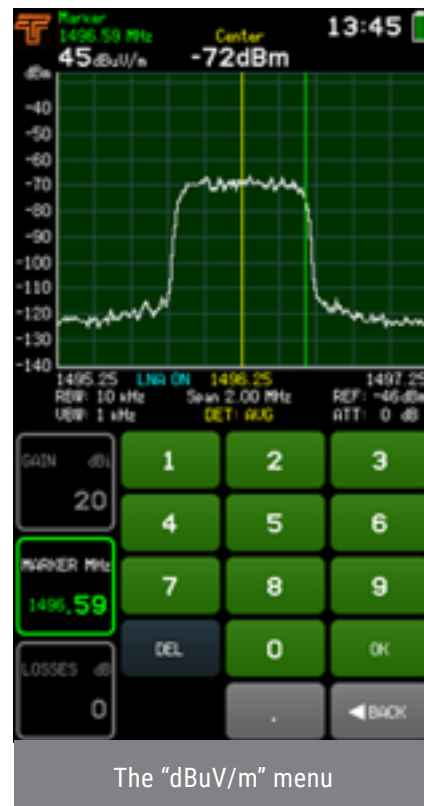 Marker
1496.59 MHz
Center
13:45
45dBuV/m
-72dBm
dBm
-40
-50
-60
-70
-80
-90
-100
-110
-120
-130
-140
1495.25 LNA ON 1496.25 1497.25
RBW: 10 kHz Span 2.00 MHz REF: -46dBm
VBW: 1 kHz DET: AVG ATT: 0 dB
GAIN dBi
20
1 2 3
4 5 6
MARKER MHz
1496.59
7 8 9
DEL 0 OK
LOSSES dB
0
. ◀BACK
The “dBuV/m” menu